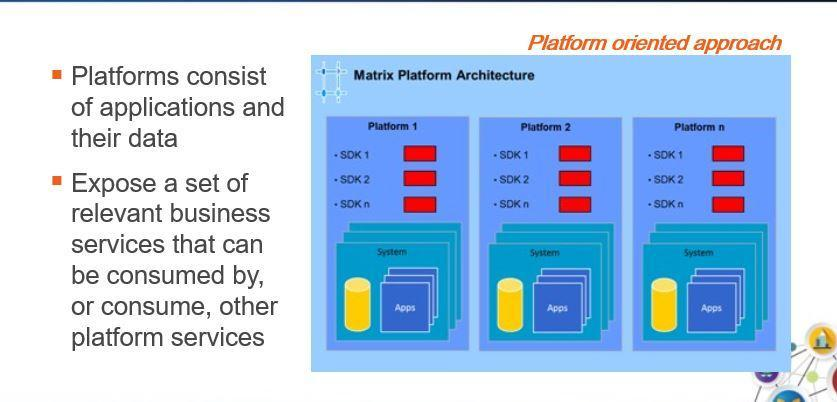 Platform oriented approach
▪ Platforms consist
of applications and
their data
▪ Expose a set of
relevant business
services that can
be consumed by,
or consume, other
platform services
Matrix Platform Architecture
Platform 1
• SDK 1
• SDK 2
• SDK n
System
Apps
Platform 2
• SDK 1
• SDK 2
• SDK n
System
Apps
Platform n
• SDK 1
• SDK 2
• SDK n
System
Apps